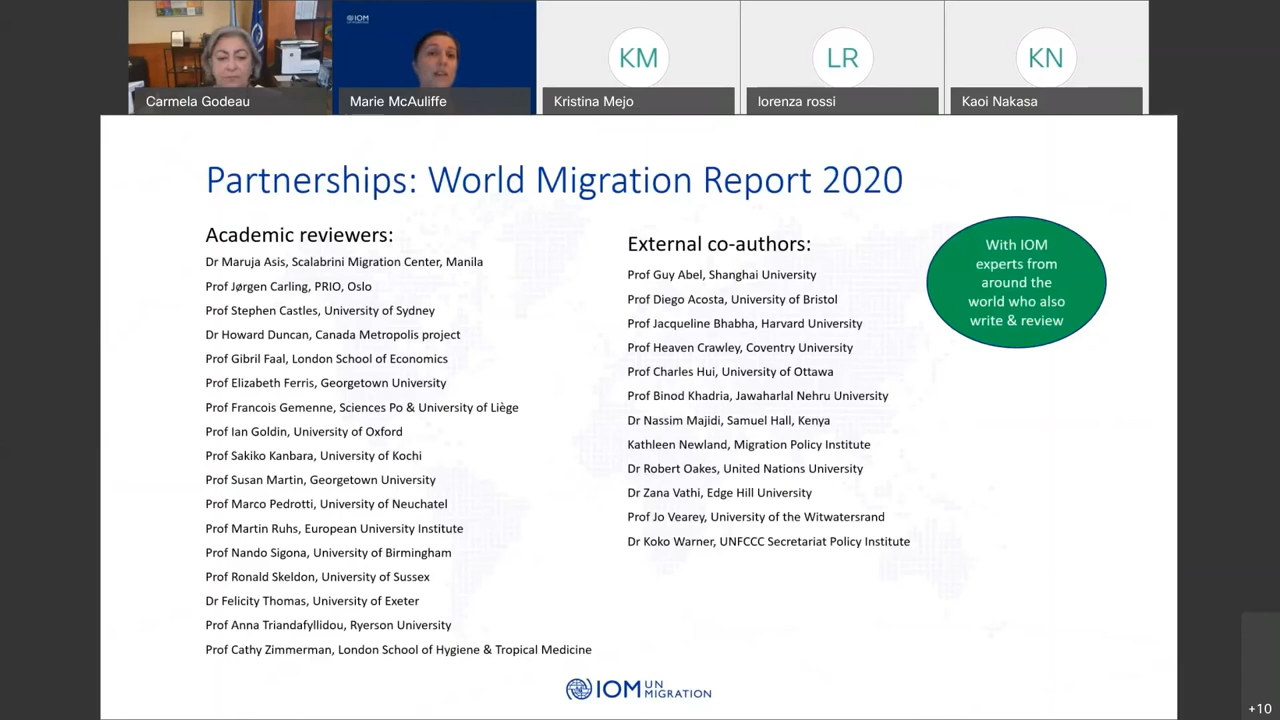 IOM
UN MIGRATION
KM
LR
KN
Carmela Godeau
Marie McAuliffe
Kristina Mejo
lorenza rossi
Kaoi Nakasa
Partnerships: World Migration Report 2020
Academic reviewers:
Dr Maruja Asis, Scalabrini Migration Center, Manila
Prof Jørgen Carling, PRIO, Oslo
Prof Stephen Castles, University of Sydney
Dr Howard Duncan, Canada Metropolis project
Prof Gibril Faal, London School of Economics
Prof Elizabeth Ferris, Georgetown University
Prof Francois Gemenne, Sciences Po & University of Liège
Prof Ian Goldin, University of Oxford
Prof Sakiko Kanbara, University of Kochi
Prof Susan Martin, Georgetown University
Prof Marco Pedrotti, University of Neuchatel
Prof Martin Ruhs, European University Institute
Prof Nando Sigona, University of Birmingham
Prof Ronald Skeldon, University of Sussex
Dr Felicity Thomas, University of Exeter
Prof Anna Triandafyllidou, Ryerson University
Prof Cathy Zimmerman, London School of Hygiene & Tropical Medicine
External co-authors:
Prof Guy Abel, Shanghai University
Prof Diego Acosta, University of Bristol
Prof Jacqueline Bhabha, Harvard University
Prof Heaven Crawley, Coventry University
Prof Charles Hui, University of Ottawa
Prof Binod Khadria, Jawaharlal Nehru University
Dr Nassim Majidi, Samuel Hall, Kenya
Kathleen Newland, Migration Policy Institute
Dr Robert Oakes, United Nations University
Dr Zana Vathi, Edge Hill University
Prof Jo Vearey, University of the Witwatersrand
Dr Koko Warner, UNFCCC Secretariat Policy Institute
With IOM
experts from
around the
world who also
write & review
IOM UN
MIGRATION
+10